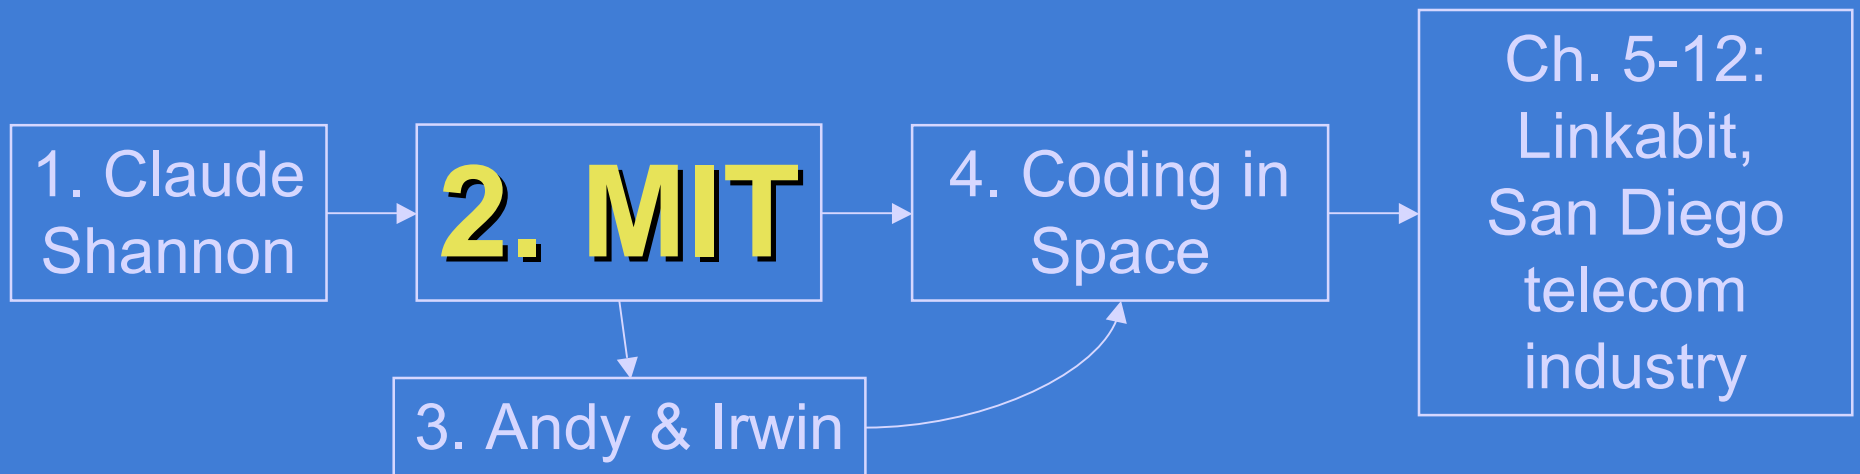 1. Claude
Shannon
2. MIT
3. Andy & Irwin
4. Coding in
Space
Ch. 5-12:
Linkabit,
San Diego
telecom
industry